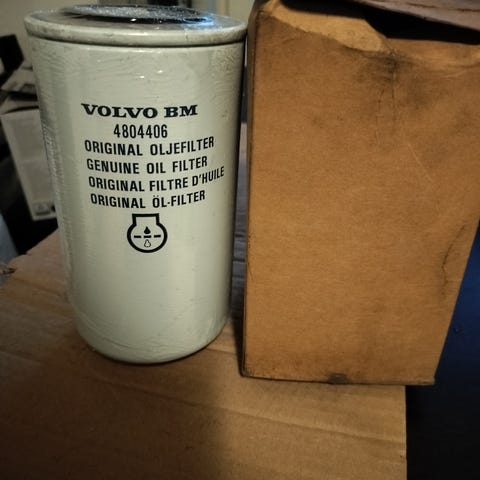 VOLVO BM
4804406
ORIGINAL OLJEFILTER
GENUINE OIL FILTER
ORIGINAL FILTRE D'HUILE
ORIGINAL ÖL-FILTER